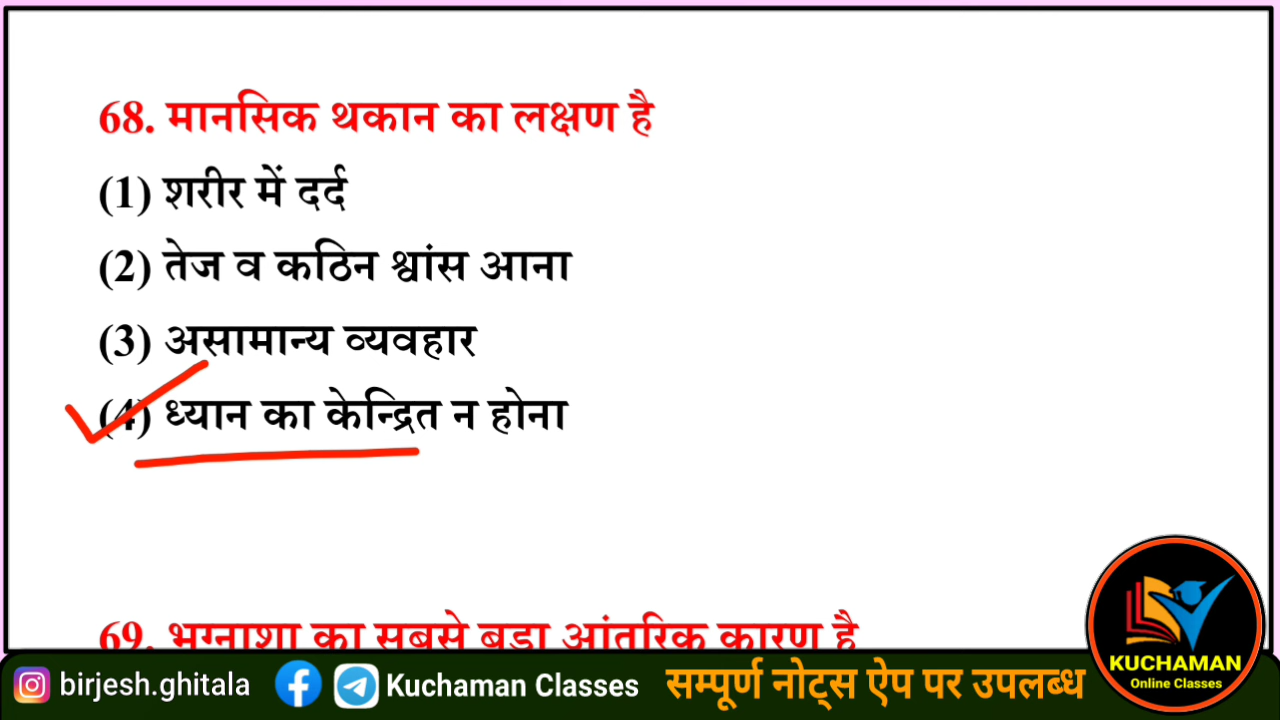 68. मानसिक थकान का लक्षण है
(1) शरीर में दर्द
(2) तेज व कठिन श्वांस आना
(3) असामान्य व्यवहार
(4) ध्यान का केन्द्रित न होना
69. भग्नाशा का सबसे बड़ा आंतरिक कारण है
KUCHAMAN
Online Classes
birjesh.ghitala Kuchaman Classes सम्पूर्ण नोट्स ऐप पर उपलब्ध